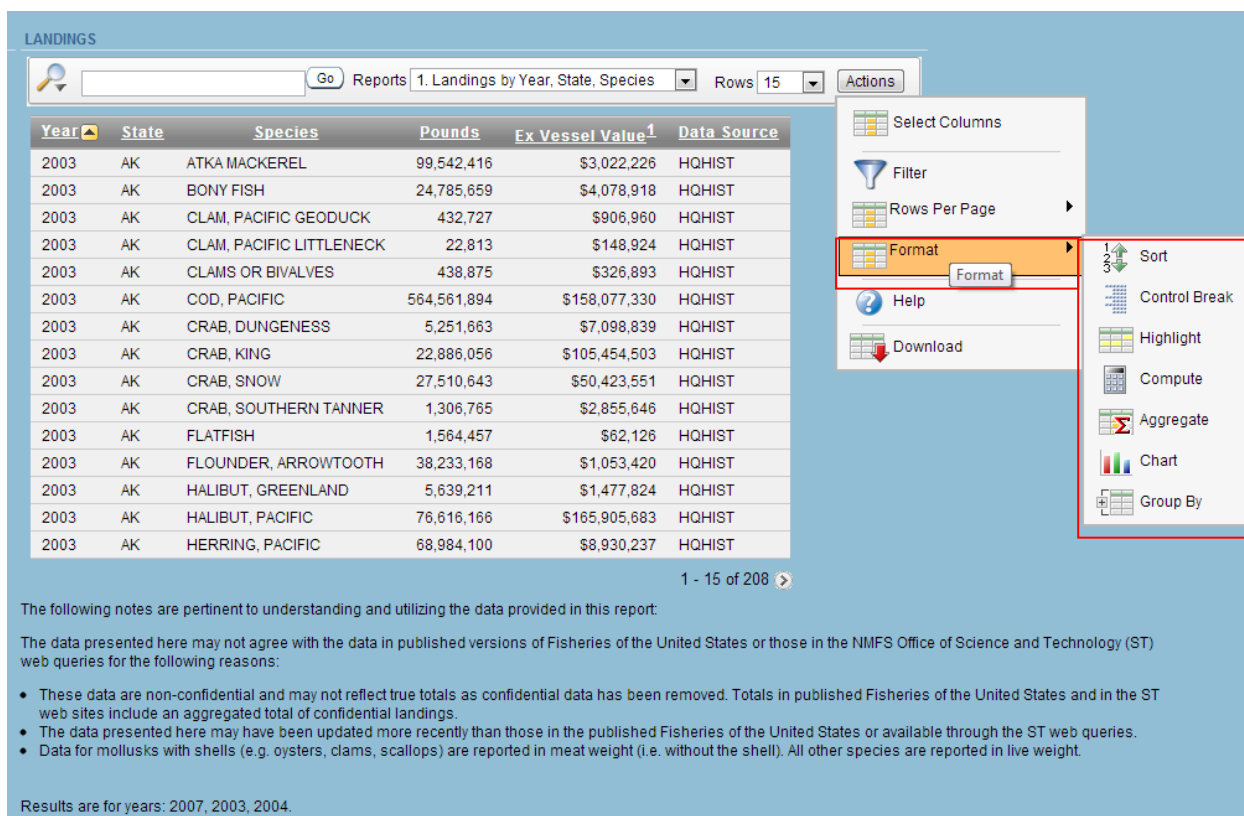 LANDINGS
Go Reports 1. Landings by Year, State, Species Rows 15 Actions
Year State Species Pounds Ex Vessel Value1 Data Source
2003 AK ATKA MACKEREL 99,542,416 $3,022,226 HQHIST
2003 AK BONY FISH 24,785,659 $4,078,918 HQHIST
2003 AK CLAM, PACIFIC GEODUCK 432,727 $906,960 HQHIST
2003 AK CLAM, PACIFIC LITTLENECK 22,813 $148,924 HQHIST
2003 AK CLAMS OR BIVALVES 438,875 $326,893 HQHIST
2003 AK COD, PACIFIC 564,561,894 $158,077,330 HQHIST
2003 AK CRAB, DUNGENESS 5,251,663 $7,098,839 HQHIST
2003 AK CRAB, KING 22,886,056 $105,454,503 HQHIST
2003 AK CRAB, SNOW 27,510,643 $50,423,551 HQHIST
2003 AK CRAB, SOUTHERN TANNER 1,306,765 $2,855,646 HQHIST
2003 AK FLATFISH 1,564,457 $62,126 HQHIST
2003 AK FLOUNDER, ARROWTOOTH 38,233,168 $1,053,420 HQHIST
2003 AK HALIBUT, GREENLAND 5,639,211 $1,477,824 HQHIST
2003 AK HALIBUT, PACIFIC 76,616,166 $165,905,683 HQHIST
2003 AK HERRING, PACIFIC 68,984,100 $8,930,237 HQHIST
1 - 15 of 208
Select Columns
Filter
Rows Per Page
Format
Format
Help
Download
1
2
3
Sort
Control Break
Highlight
Compute
Aggregate
Chart
Group By
The following notes are pertinent to understanding and utilizing the data provided in this report:
The data presented here may not agree with the data in published versions of Fisheries of the United States or those in the NMFS Office of Science and Technology (ST)
web queries for the following reasons:
• These data are non-confidential and may not reflect true totals as confidential data has been removed. Totals in published Fisheries of the United States and in the ST
web sites include an aggregated total of confidential landings.
• The data presented here may have been updated more recently than those in the published Fisheries of the United States or available through the ST web queries.
• Data for mollusks with shells (e.g. oysters, clams, scallops) are reported in meat weight (i.e. without the shell). All other species are reported in live weight.
Results are for years: 2007, 2003, 2004.